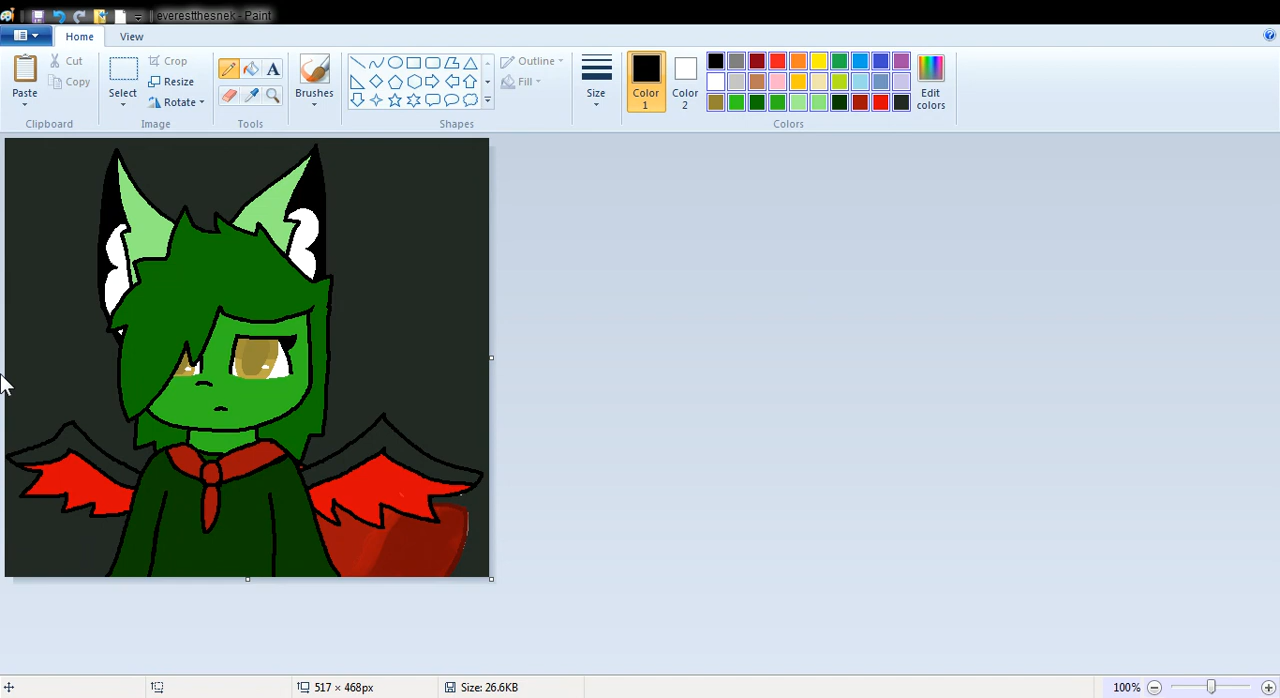 everestthesnek - Paint
Home View
Paste
Cut
Copy
Clipboard
Select
Crop
Resize
Rotate
Image
A
Tools
Brushes
Outline
Fill
Shapes
Size
Color 1
Color 2
Colors
Edit colors
517 × 468px
Size: 26.6KB
100%